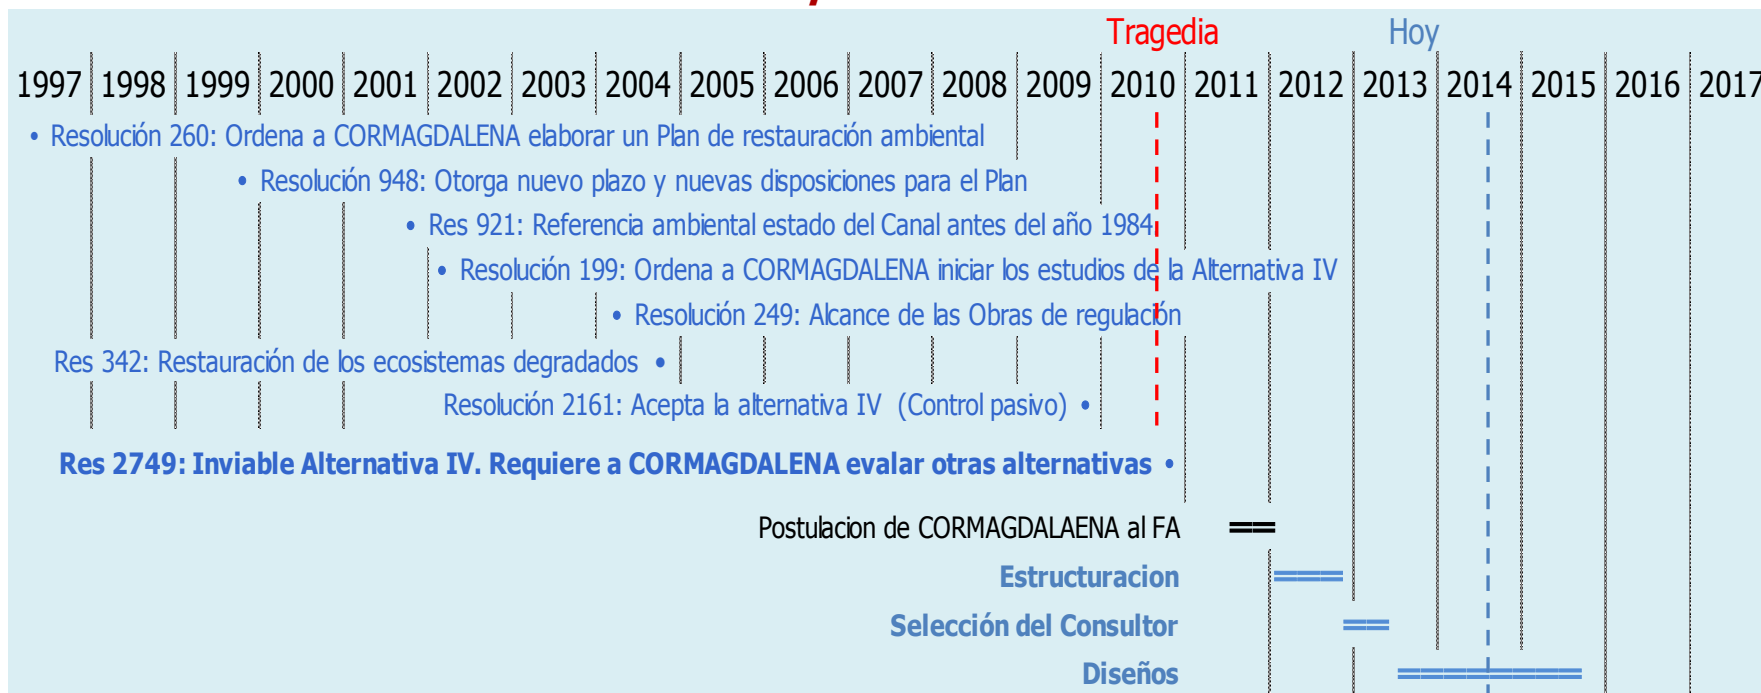 Tragedia Hoy
1997 1998 1999 2000 2001 2002 2003 2004 2005 2006 2007 2008 2009 2010 2011 2012 2013 2014 2015 2016 2017
• Resolución 260: Ordena a CORMAGDALENA elaborar un Plan de restauración ambiental
• Resolución 948: Otorga nuevo plazo y nuevas disposiciones para el Plan
• Res 921: Referencia ambiental estado del Canal antes del año 1984
• Resolución 199: Ordena a CORMAGDALENA iniciar los estudios de la Alternativa IV
• Resolución 249: Alcance de las Obras de regulación
Res 342: Restauración de los ecosistemas degradados •
Resolución 2161: Acepta la alternativa IV (Control pasivo) •
Res 2749: Inviable Alternativa IV. Requiere a CORMAGDALENA evalar otras alternativas •
Postulacion de CORMAGDALAENA al FA
Estructuracion
Selección del Consultor
Diseños